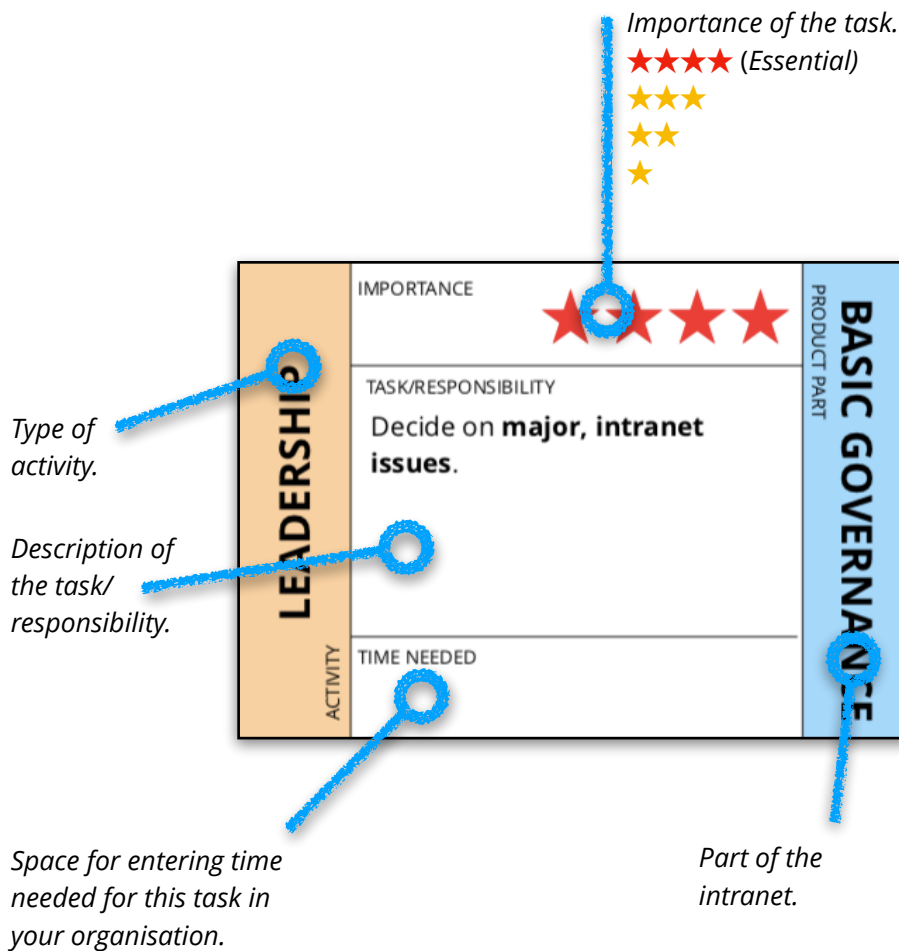 Importance of the task.
★★★★ (Essential)
★★★
★★
★
IMPORTANCE
★★★★
TASK/RESPONSIBILITY
Decide on major, intranet
issues.
TIME NEEDED
LEADERSHIP
ACTIVITY
PRODUCT PART
BASIC GOVERNANCE
Type of
activity.
Description of
the task/
responsibility.
Space for entering time
needed for this task in
your organisation.
Part of the
intranet.